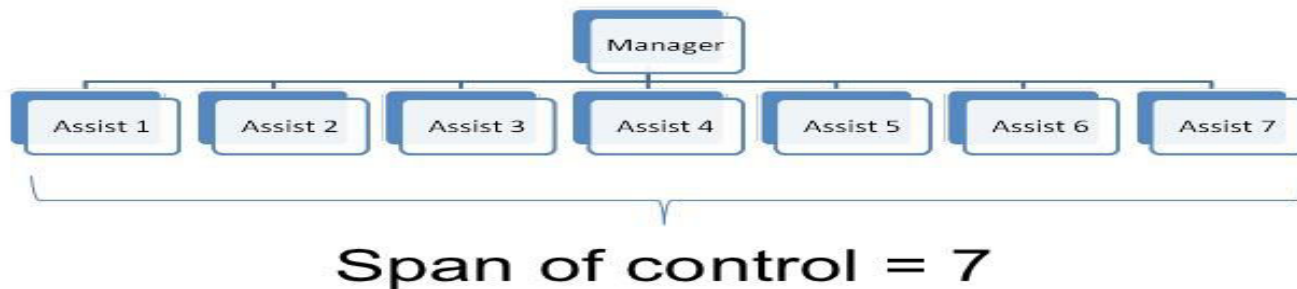 Manager
Assist 1 Assist 2 Assist 3 Assist 4 Assist 5 Assist 6 Assist 7
Span of control = 7